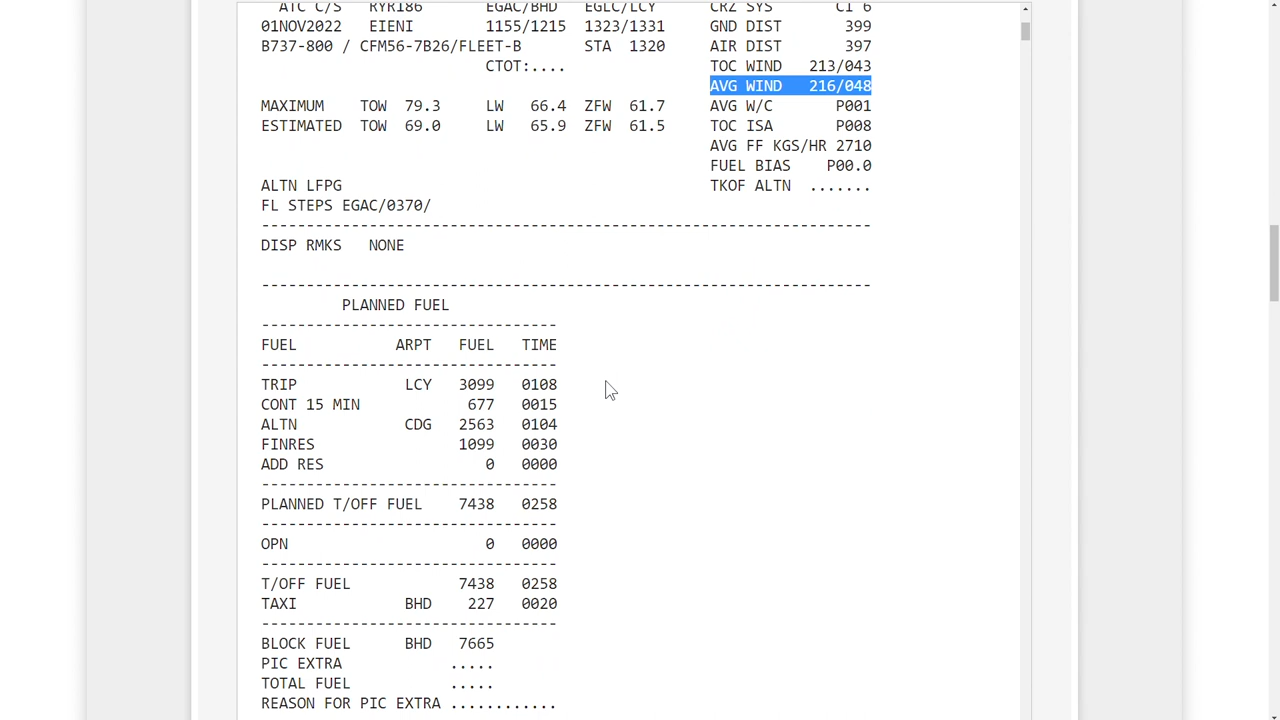 ATC C/S   RYR186       EGAC/BHD   EGLC/LCY     CRZ SYS       CI 6
01NOV2022   EIENI        1155/1215  1323/1331     GND DIST       399
B737-800 / CFM56-7B26/FLEET-B       STA  1320     AIR DIST       397
CTOT:....                TOC WIND   213/043
AVG WIND   216/048
MAXIMUM    TOW  79.3     LW   66.4  ZFW  61.7     AVG W/C       P001
ESTIMATED  TOW  69.0     LW   65.9  ZFW  61.5     TOC ISA       P008
AVG FF KGS/HR 2710
FUEL BIAS    P00.0
ALTN LFPG                                         TKOF ALTN  .......
FL STEPS EGAC/0370/
--------------------------------------------------------------------
DISP RMKS   NONE
--------------------------------------------------------------------
PLANNED FUEL
---------------------------------
FUEL           ARPT   FUEL   TIME
---------------------------------
TRIP            LCY   3099   0108
CONT 15 MIN            677   0015
ALTN            CDG   2563   0104
FINRES                1099   0030
ADD RES                  0   0000
---------------------------------
PLANNED T/OFF FUEL    7438   0258
---------------------------------
OPN                      0   0000
---------------------------------
T/OFF FUEL            7438   0258
TAXI            BHD    227   0020
---------------------------------
BLOCK FUEL      BHD   7665
PIC EXTRA            .....
TOTAL FUEL           .....
REASON FOR PIC EXTRA ............